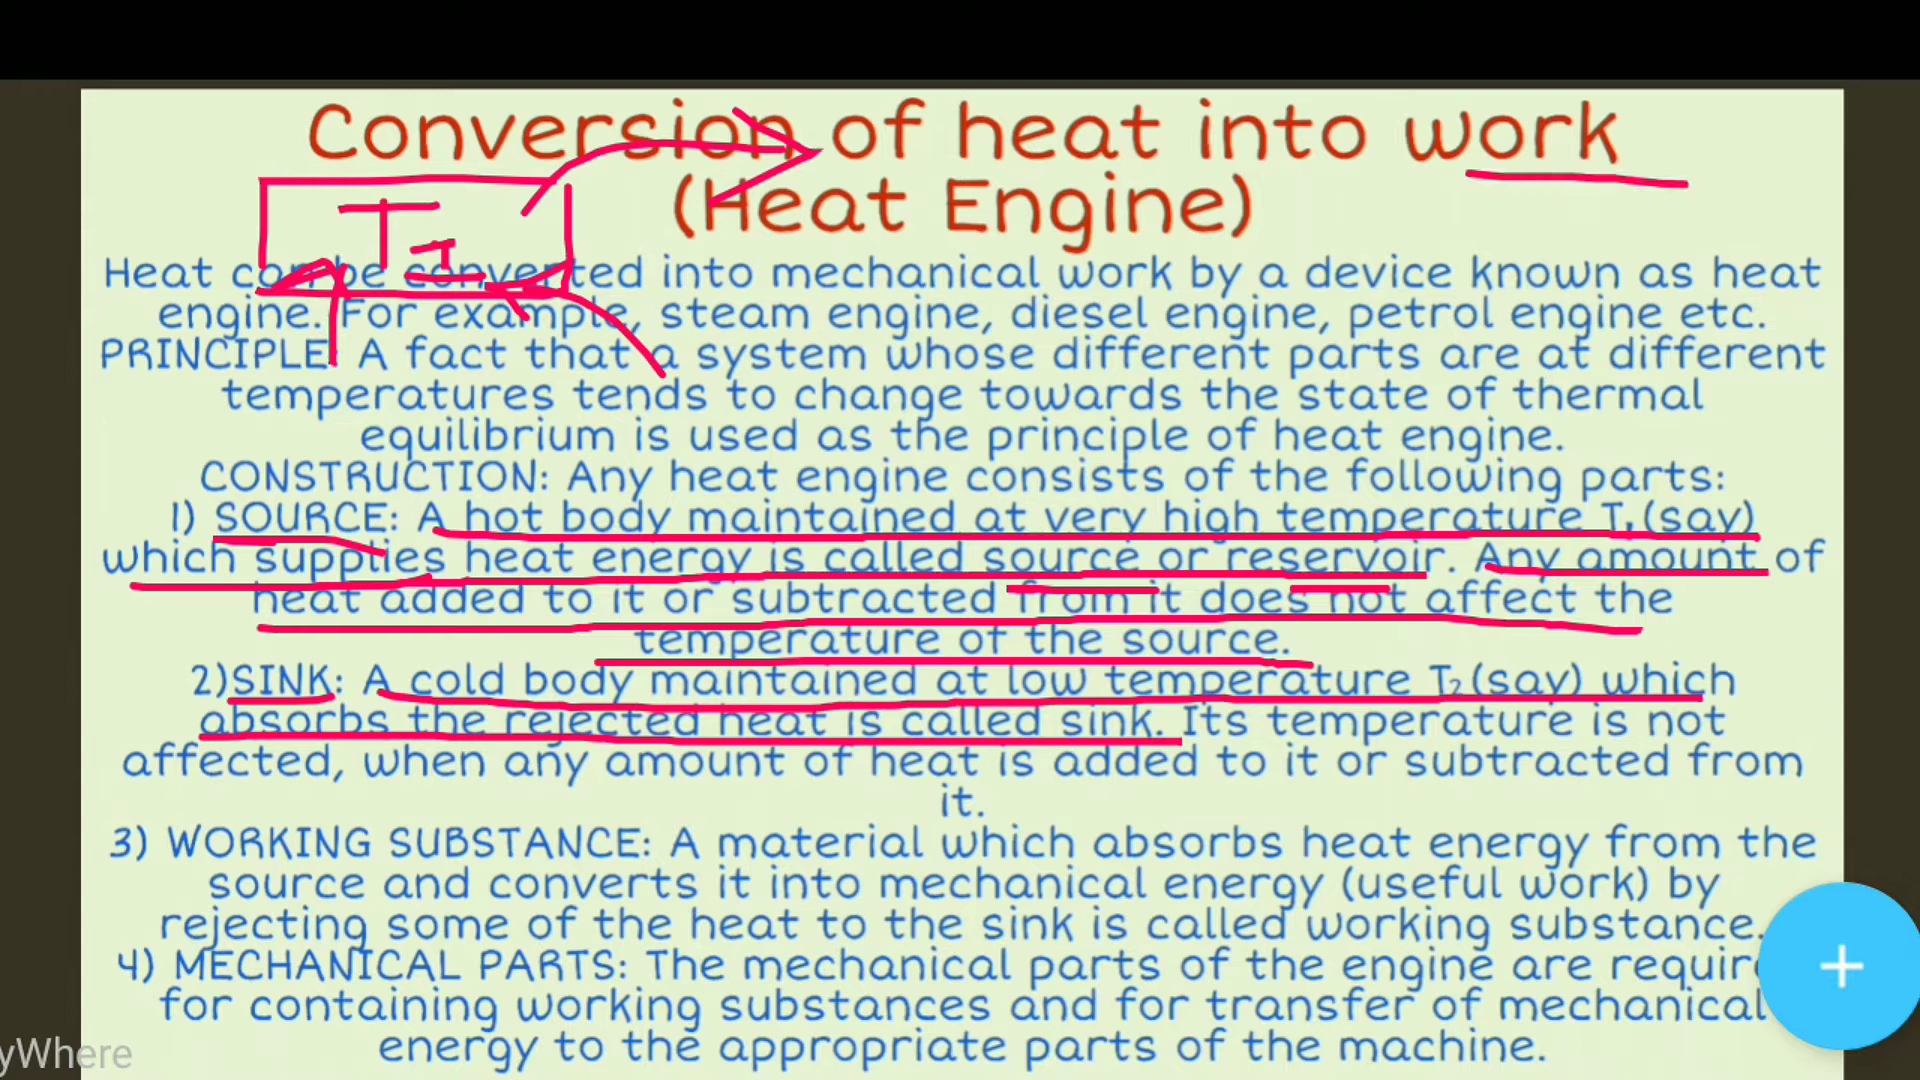 Conversion of heat into work
(Heat Engine)
T1
Heat can be converted into mechanical work by a device known as heat
engine. For example, steam engine, diesel engine, petrol engine etc.
PRINCIPLE: A fact that a system whose different parts are at different
temperatures tends to change towards the state of thermal
equilibrium is used as the principle of heat engine.
CONSTRUCTION: Any heat engine consists of the following parts:
1) SOURCE: A hot body maintained at very high temperature T₁ (say)
which supplies heat energy is called source or reservoir. Any amount of
heat added to it or subtracted from it does not affect the
temperature of the source.
2)SINK: A cold body maintained at low temperature T₂ (say) which
absorbs the rejected heat is called sink. Its temperature is not
affected, when any amount of heat is added to it or subtracted from
it.
3) WORKING SUBSTANCE: A material which absorbs heat energy from the
source and converts it into mechanical energy (useful work) by
rejecting some of the heat to the sink is called working substance.
4) MECHANICAL PARTS: The mechanical parts of the engine are require
for containing working substances and for transfer of mechanical
energy to the appropriate parts of the machine.
yWhere